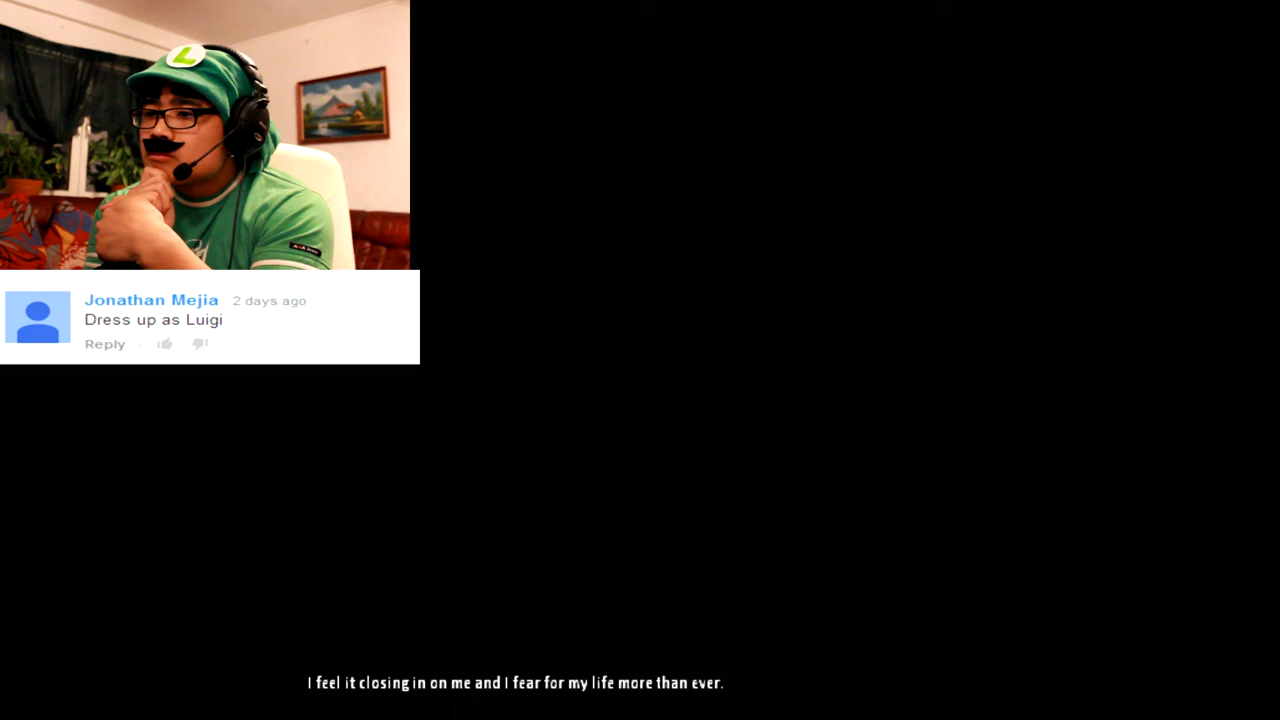 L
Jonathan Mejia 2 days ago
Dress up as Luigi
Reply
I feel it closing in on me and I fear for my life more than ever.